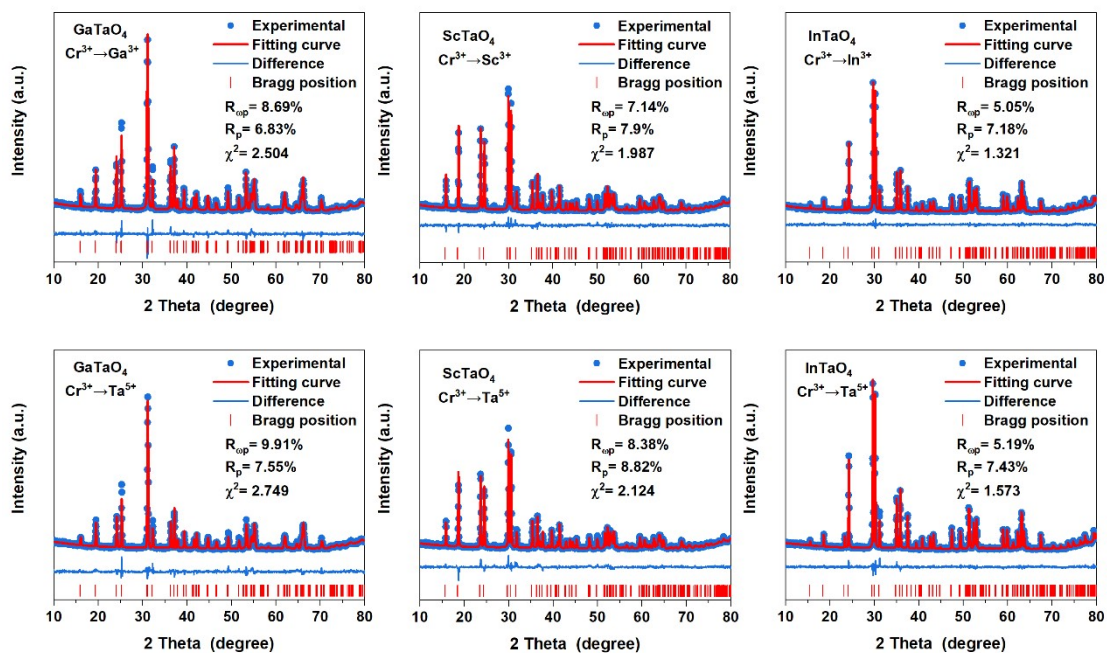 GaTaO₄
Cr³⁺→Ga³⁺
Experimental
Fitting curve
Difference
Bragg position
Rωp= 8.69%
Rp= 6.83%
χ²= 2.504
Intensity (a.u.)
10 20 30 40 50 60 70 80
2 Theta (degree)
ScTaO₄
Cr³⁺→Sc³⁺
Experimental
Fitting curve
Difference
Bragg position
Rωp= 7.14%
Rp= 7.9%
χ²= 1.987
Intensity (a.u.)
10 20 30 40 50 60 70 80
2 Theta (degree)
InTaO₄
Cr³⁺→In³⁺
Experimental
Fitting curve
Difference
Bragg position
Rωp= 5.05%
Rp= 7.18%
χ²= 1.321
Intensity (a.u.)
10 20 30 40 50 60 70 80
2 Theta (degree)
GaTaO₄
Cr³⁺→Ta⁵⁺
Experimental
Fitting curve
Difference
Bragg position
Rωp= 9.91%
Rp= 7.55%
χ²= 2.749
Intensity (a.u.)
10 20 30 40 50 60 70 80
2 Theta (degree)
ScTaO₄
Cr³⁺→Ta⁵⁺
Experimental
Fitting curve
Difference
Bragg position
Rωp= 8.38%
Rp= 8.82%
χ²= 2.124
Intensity (a.u.)
10 20 30 40 50 60 70 80
2 Theta (degree)
InTaO₄
Cr³⁺→Ta⁵⁺
Experimental
Fitting curve
Difference
Bragg position
Rωp= 5.19%
Rp= 7.43%
χ²= 1.573
Intensity (a.u.)
10 20 30 40 50 60 70 80
2 Theta (degree)